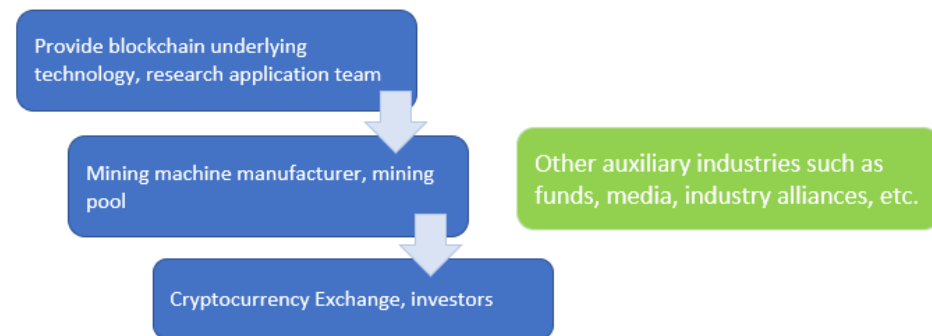 Provide blockchain underlying
technology, research application team
Mining machine manufacturer, mining
pool
Other auxiliary industries such as
funds, media, industry alliances, etc.
Cryptocurrency Exchange, investors